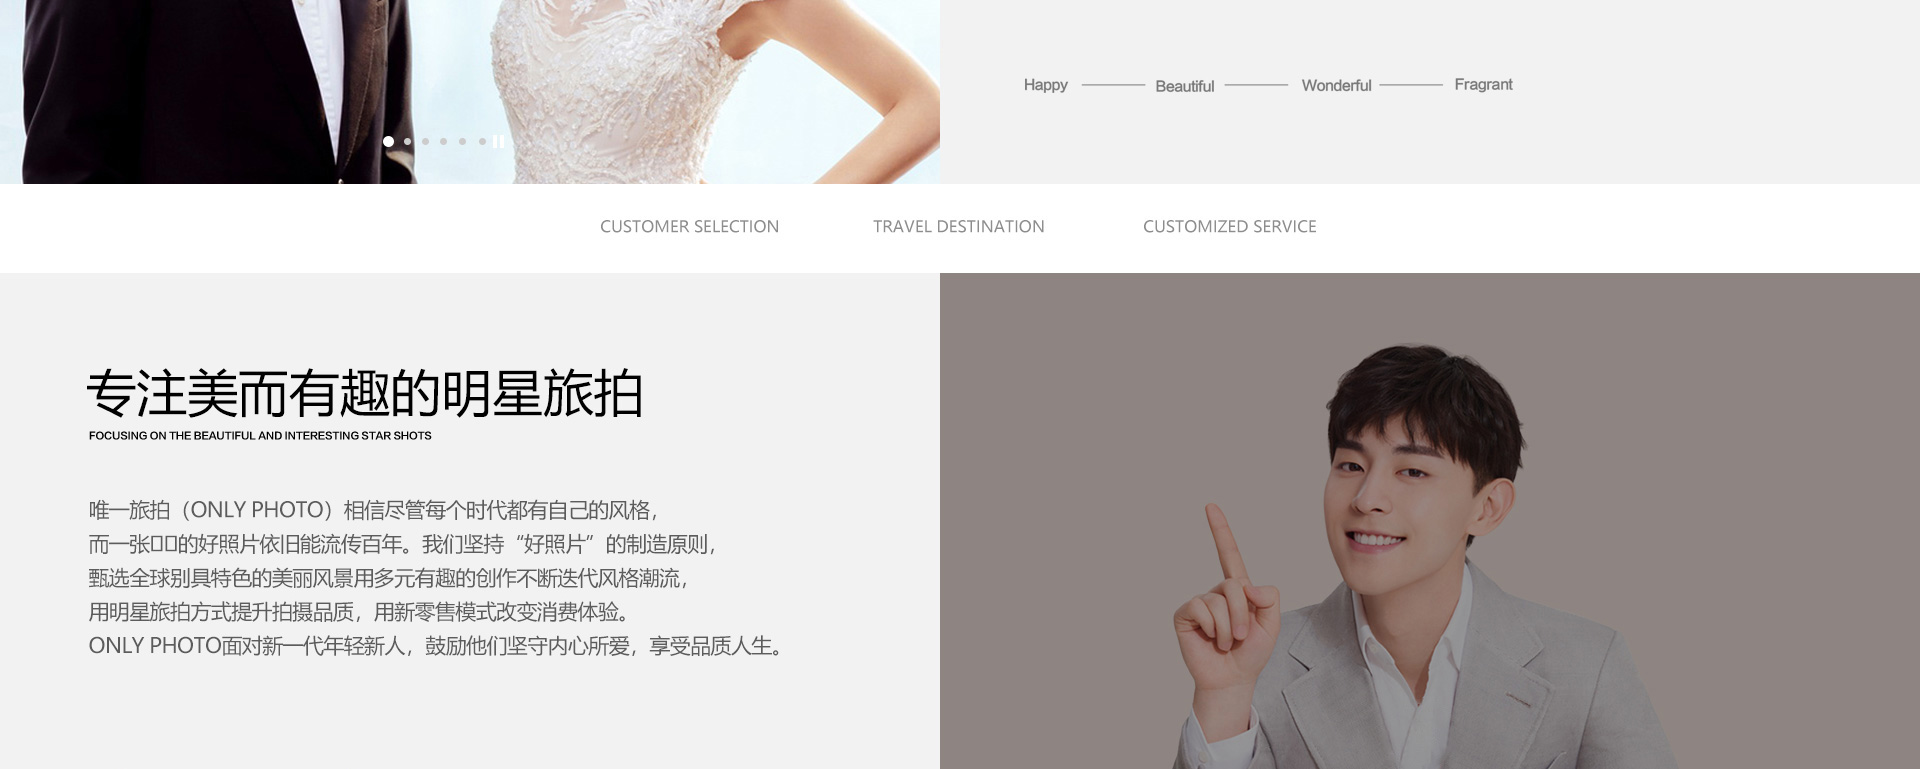 Happy Beautiful Wonderful Fragrant
CUSTOMER SELECTION TRAVEL DESTINATION CUSTOMIZED SERVICE
专注美而有趣的明星旅拍
FOCUSING ON THE BEAUTIFUL AND INTERESTING STAR SHOTS
唯一旅拍（ONLY PHOTO）相信尽管每个时代都有自己的风格，
而一张□□的好照片依旧能流传百年。我们坚持“好照片”的制造原则，
甄选全球别具特色的美丽风景用多元有趣的创作不断迭代风格潮流，
用明星旅拍方式提升拍摄品质，用新零售模式改变消费体验。
ONLY PHOTO面对新一代年轻新人，鼓励他们坚守内心所爱，享受品质人生。